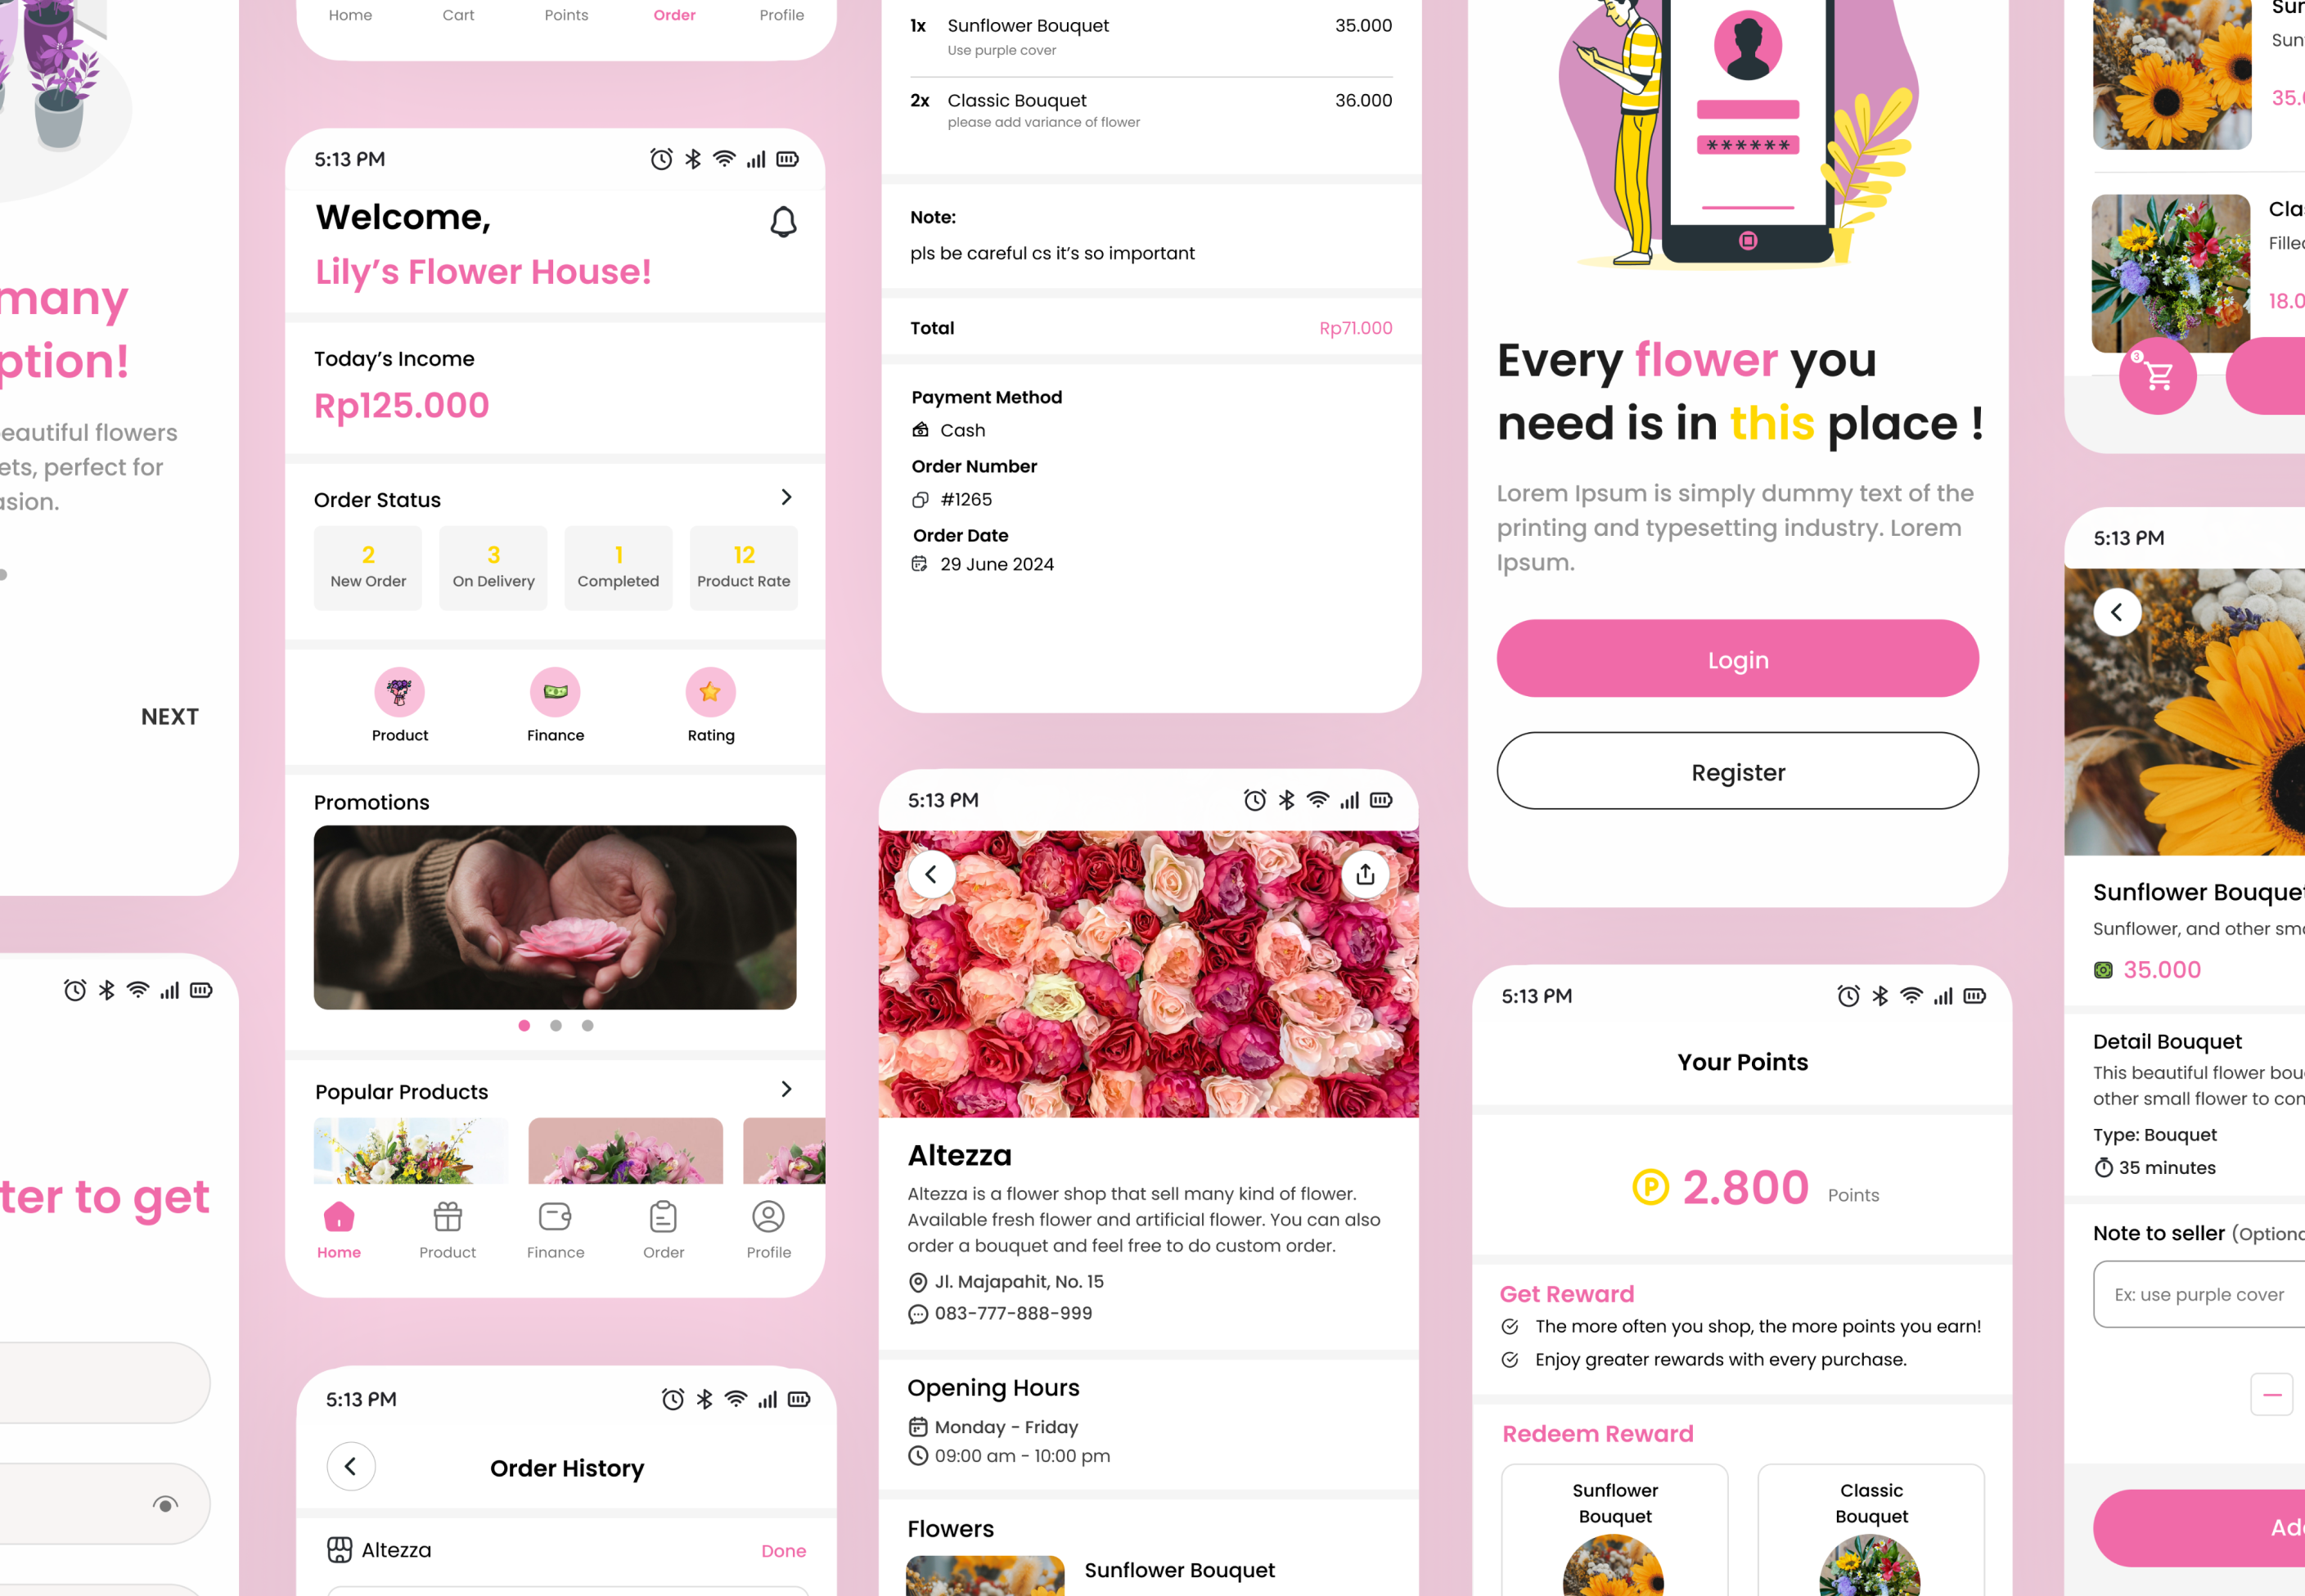 many
ption!
eautiful flowers
ets, perfect for
asion.
NEXT
ter to get
Home
Cart
Points
Order
Profile
5:13 PM
Welcome,
Lily’s Flower House!
Today’s Income
Rp125.000
Order Status
2
New Order
3
On Delivery
1
Completed
12
Product Rate
Product
Finance
Rating
Promotions
Popular Products
Home
Product
Finance
Order
Profile
5:13 PM
Order History
Altezza
Done
1x Sunflower Bouquet 35.000
Use purple cover
2x Classic Bouquet 36.000
please add variance of flower
Note:
pls be careful cs it’s so important
Total Rp71.000
Payment Method
Cash
Order Number
#1265
Order Date
29 June 2024
5:13 PM
Altezza
Altezza is a flower shop that sell many kind of flower.
Available fresh flower and artificial flower. You can also
order a bouquet and feel free to do custom order.
Jl. Majapahit, No. 15
083-777-888-999
Opening Hours
Monday - Friday
09:00 am - 10:00 pm
Flowers
Sunflower Bouquet
******
Every flower you
need is in this place !
Lorem Ipsum is simply dummy text of the
printing and typesetting industry. Lorem
Ipsum.
Login
Register
5:13 PM
Your Points
P 2.800 Points
Get Reward
The more often you shop, the more points you earn!
Enjoy greater rewards with every purchase.
Redeem Reward
Sunflower
Bouquet
Classic
Bouquet
Sun
Sun
35.
Cla
Fille
18.0
3
5:13 PM
Sunflower Bouquet
Sunflower, and other sm
35.000
Detail Bouquet
This beautiful flower bou
other small flower to con
Type: Bouquet
35 minutes
Note to seller (Optiona
Ex: use purple cover
Ad